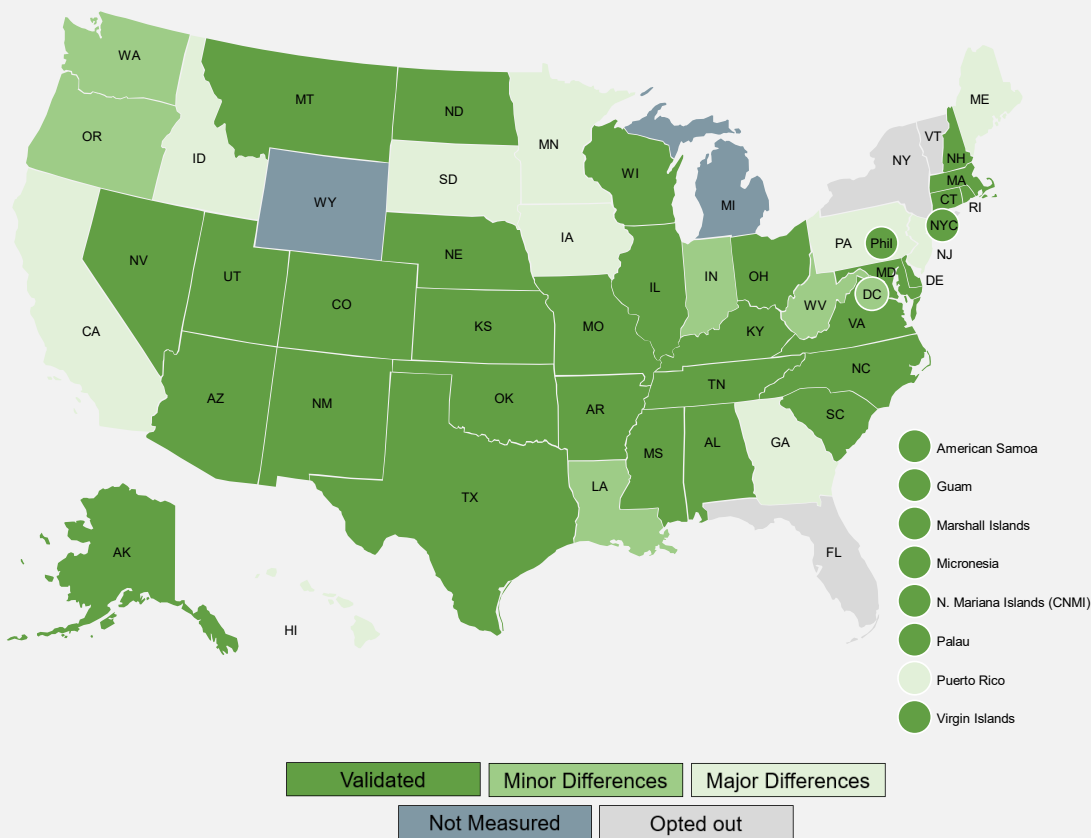 WA
MT
ND
MN
ME
OR
ID
SD
WI
VT
NH
NY
MA
CT
RI
WY
MI
NYC
IA
PA
Phil
NJ
NV
NE
UT
IL
IN
OH
MD
DE
DC
CO
WV
VA
CA
KS
MO
KY
NC
TN
AZ
NM
OK
AR
SC
MS
AL
GA
LA
TX
FL
AK
HI
American Samoa
Guam
Marshall Islands
Micronesia
N. Mariana Islands (CNMI)
Palau
Puerto Rico
Virgin Islands
Validated
Minor Differences
Major Differences
Not Measured
Opted out